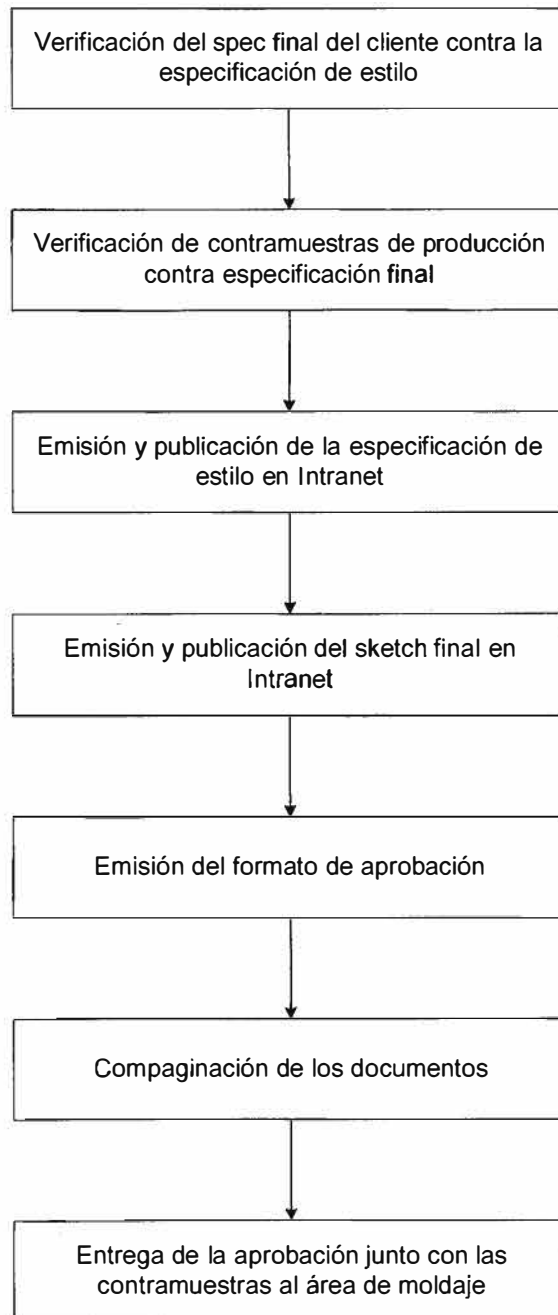 Verificación del spec final del cliente contra la
especificación de estilo
Verificación de contramuestras de producción
contra especificación final
Emisión y publicación de la especificación de
estilo en Intranet
Emisión y publicación del sketch final en
Intranet
Emisión del formato de aprobación
Compaginación de los documentos
Entrega de la aprobación junto con las
contramuestras al área de moldaje